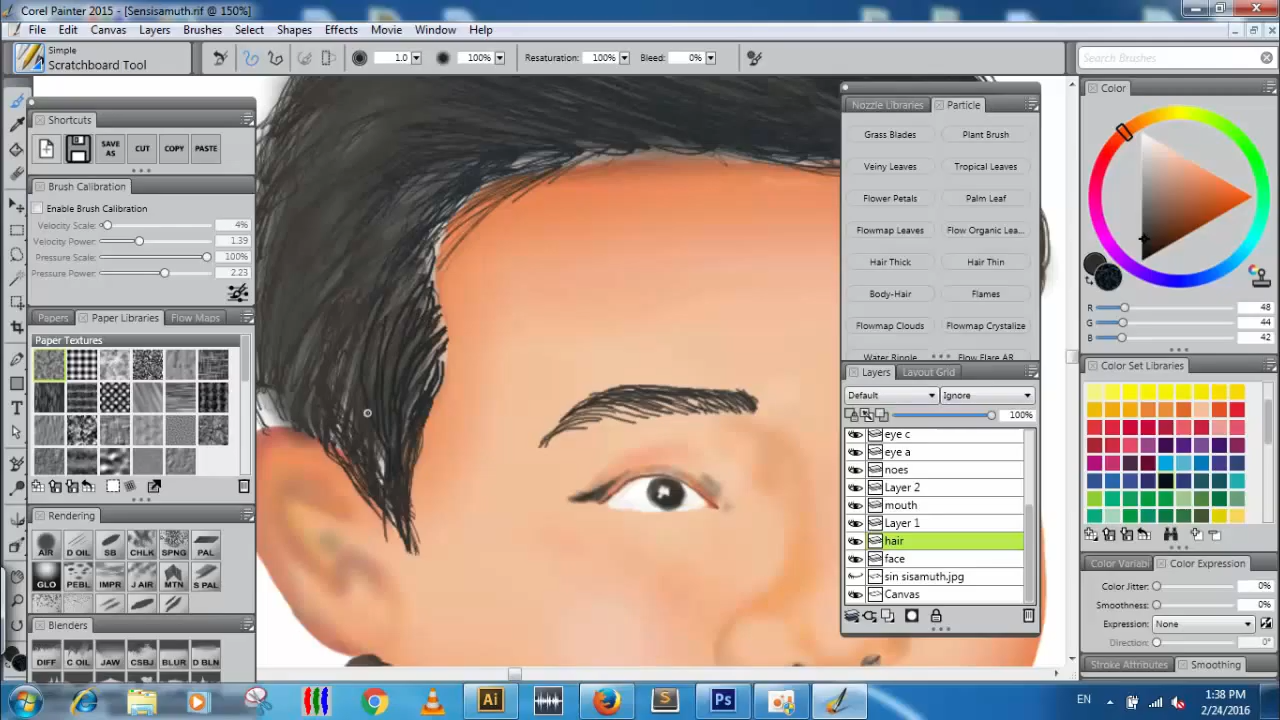 Corel Painter 2015 - [Sensisamuth.rif @ 150%]
File Edit Canvas Layers Brushes Select Shapes Effects Movie Window Help
Simple
Scratchboard Tool
1.0 100% Resaturation: 100% Bleed: 0%
Search Brushes
Shortcuts
SAVE AS CUT COPY PASTE
Brush Calibration
Enable Brush Calibration
Velocity Scale: 4%
Velocity Power: 1.39
Pressure Scale: 100%
Pressure Power: 2.23
Papers Paper Libraries Flow Maps
Paper Textures
Rendering
AIR D OIL SB CHLK SPNG PAL
GLO PEBL IMPR J AIR MTN S PAL
Blenders
DIFF C OIL JAW CSBJ BLUR D BLN
Nozzle Libraries Particle
Grass Blades Plant Brush
Veiny Leaves Tropical Leaves
Flower Petals Palm Leaf
Flowmap Leaves Flow Organic Lea...
Hair Thick Hair Thin
Body-Hair Flames
Flowmap Clouds Flowmap Crystalize
Water Ripple Flow Flare AR
Layers Layout Grid
Default Ignore
100%
eye c
eye a
noes
Layer 2
mouth
Layer 1
hair
face
sin sisamuth.jpg
Canvas
Color
R 48
G 44
B 42
Color Set Libraries
Color Variabi Color Expression
Color Jitter: 0%
Smoothness: 0%
Expression: None
Direction: 0°
Stroke Attributes Smoothing
Ai S Ps
EN 1:38 PM
2/24/2016